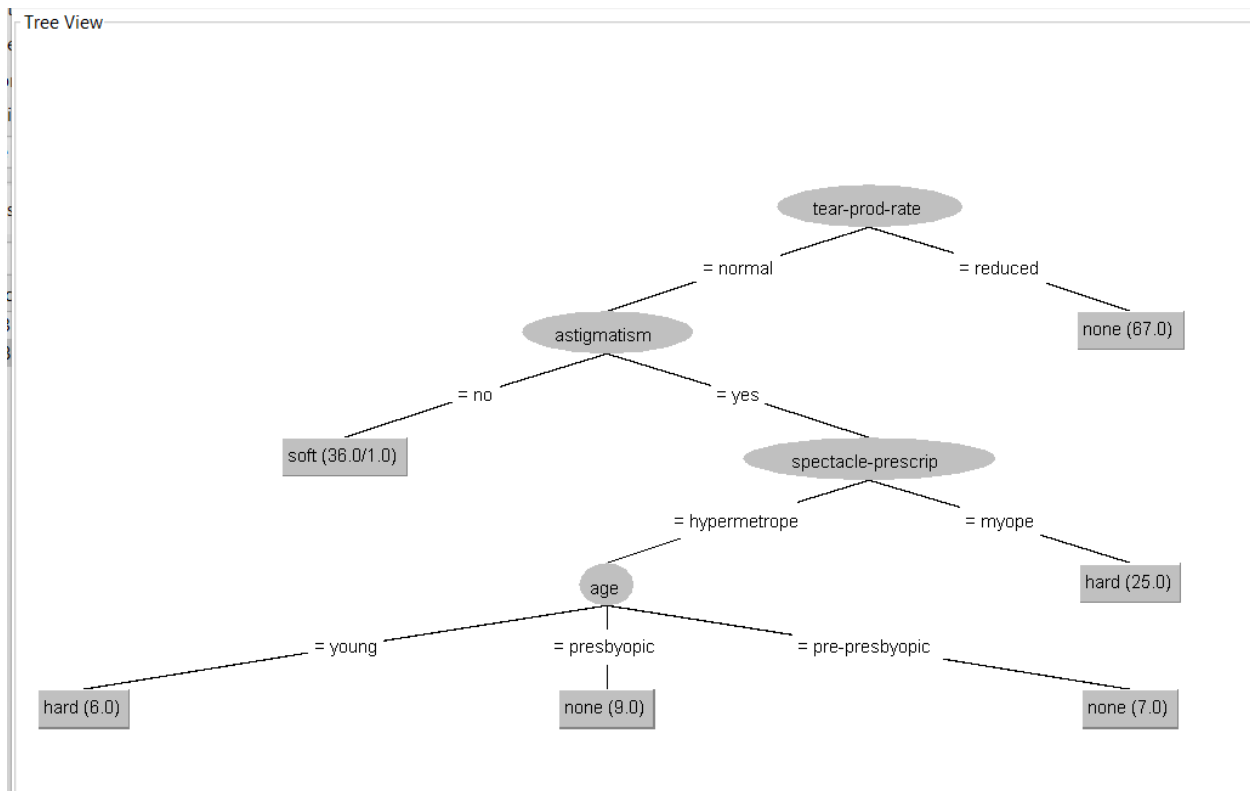 Tree View
tear-prod-rate
= normal
= reduced
astigmatism
none (67.0)
= no
= yes
soft (36.0/1.0)
spectacle-prescrip
= hypermetrope
= myope
age
hard (25.0)
= young
= presbyopic
= pre-presbyopic
hard (6.0)
none (9.0)
none (7.0)